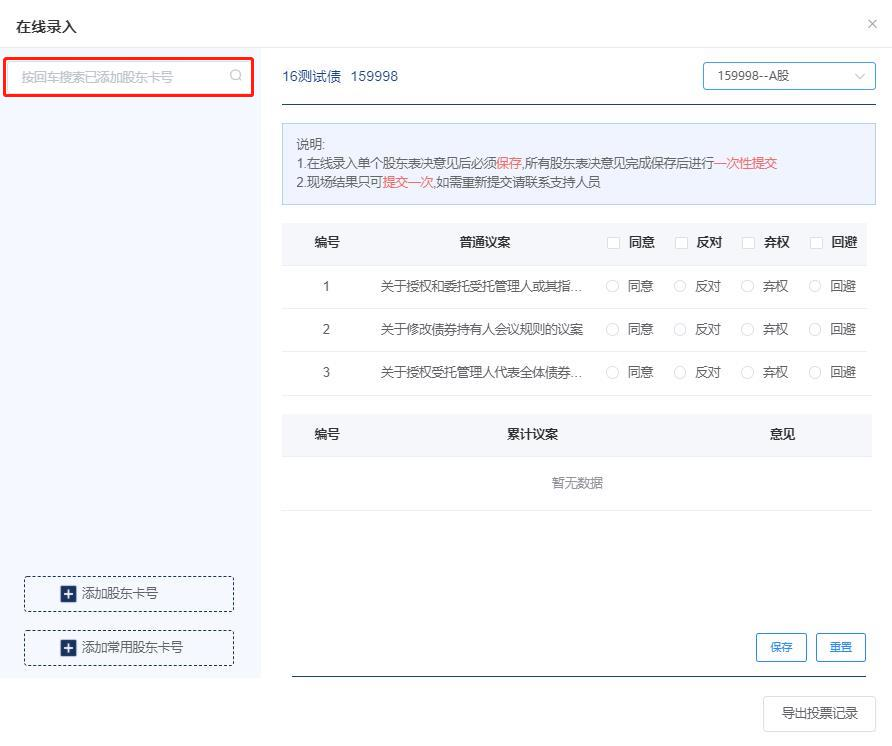 在线录入
按回车搜索已添加股东卡号
16测试债 159998
159998--A股
说明:
1.在线录入单个股东表决意见后必须保存,所有股东表决意见完成保存后进行一次性提交
2.现场结果只可提交一次,如需重新提交请联系支持人员
编号 普通议案 同意 反对 弃权 回避
1 关于授权和委托受托管理人或其指... 同意 反对 弃权 回避
2 关于修改债券持有人会议规则的议案 同意 反对 弃权 回避
3 关于授权受托管理人代表全体债券... 同意 反对 弃权 回避
编号 累计议案 意见
暂无数据
添加股东卡号
添加常用股东卡号
保存 重置
导出投票记录